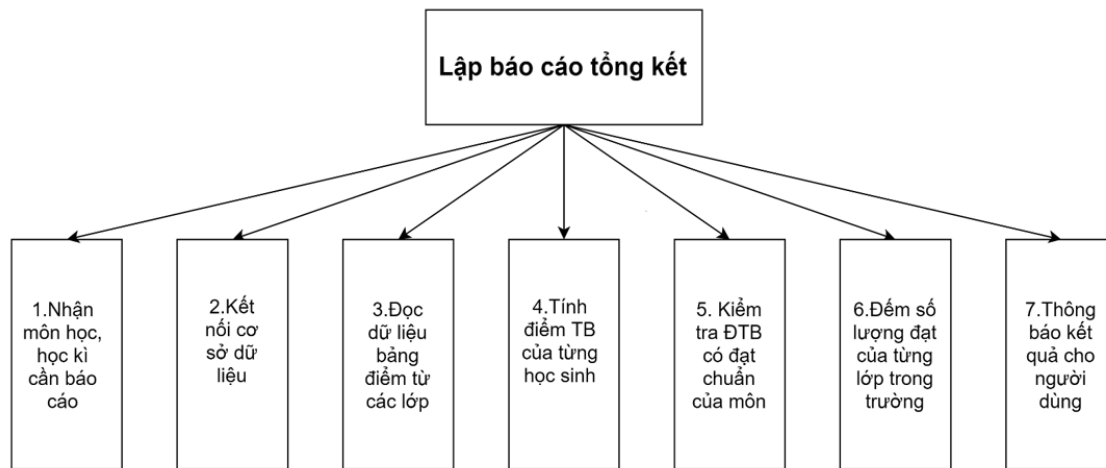 Lập báo cáo tổng kết
1.Nhận
môn học,
học kì
cần báo
cáo
2.Kết
nối cơ
sở dữ
liệu
3.Đọc
dữ liệu
bảng
điểm từ
các lớp
4.Tính
điểm TB
của từng
học sinh
5. Kiểm
tra ĐTB
có đạt
chuẩn
của môn
6.Đếm số
lượng đạt
của từng
lớp trong
trường
7.Thông
báo kết
quả cho
người
dùng